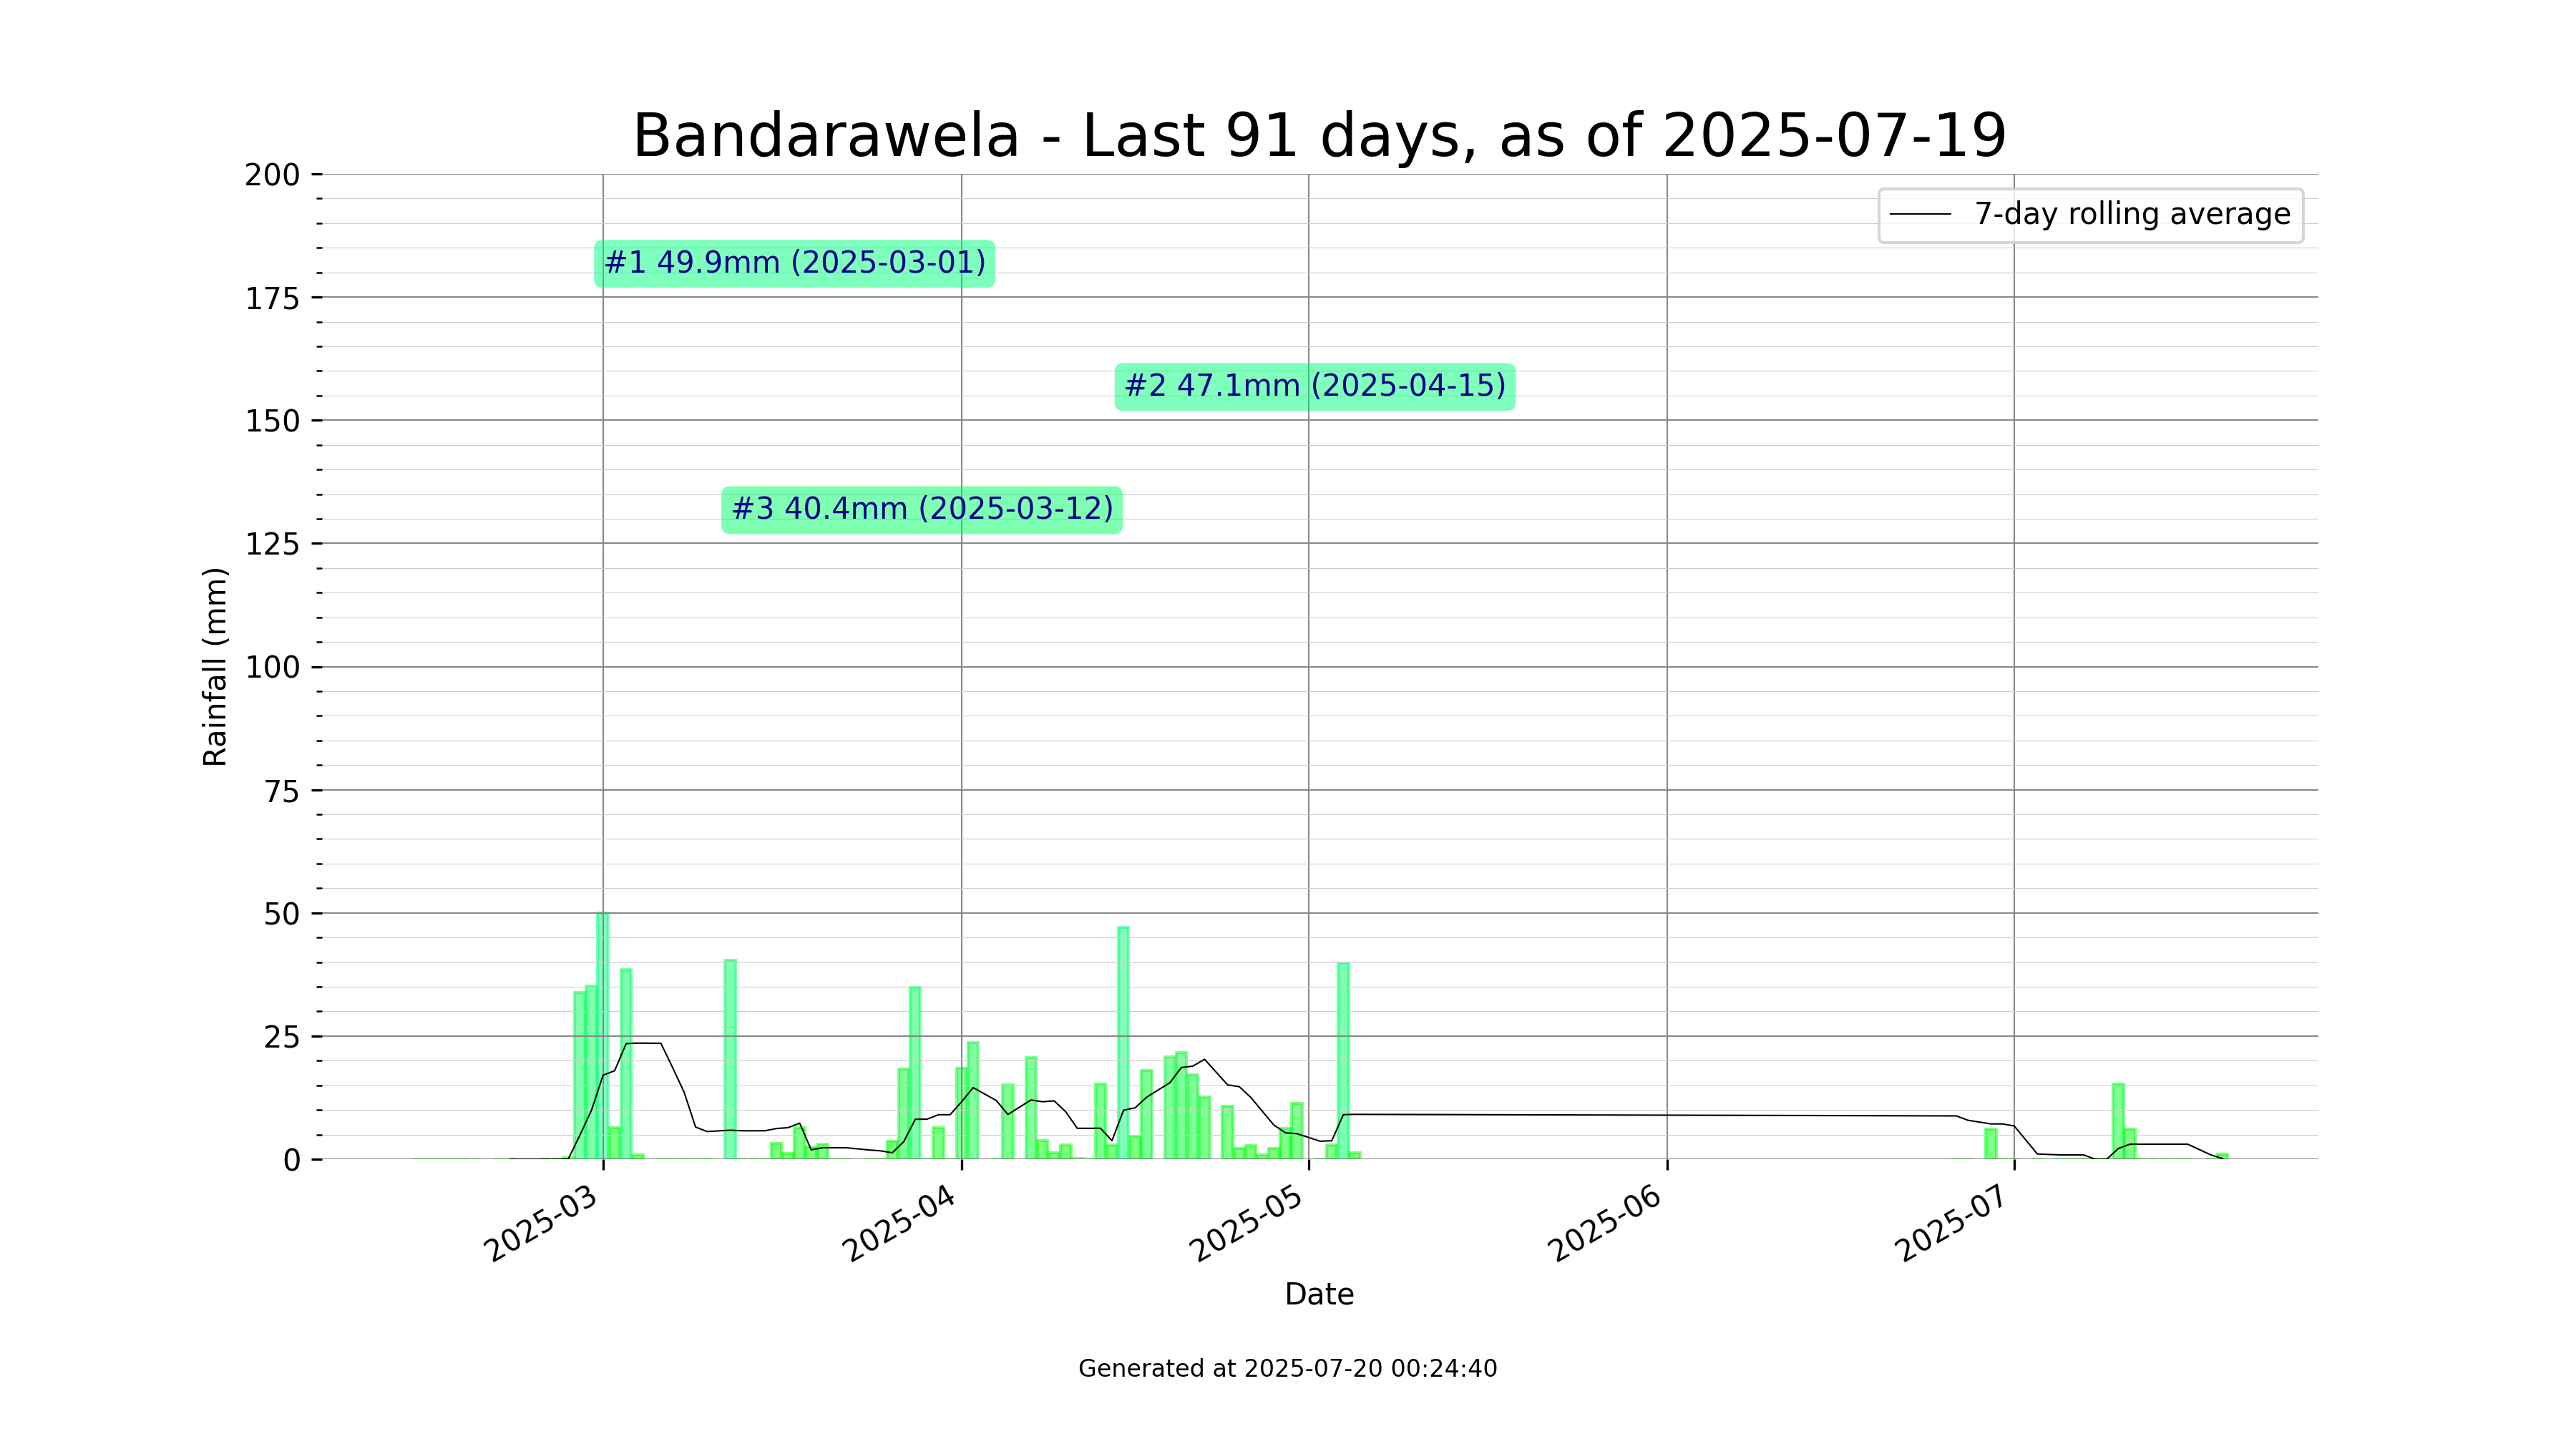 Bandarawela - Last 91 days, as of 2025-07-19
200
175
150
125
100
75
50
25
0
Rainfall (mm)
7-day rolling average
#1 49.9mm (2025-03-01)
#2 47.1mm (2025-04-15)
#3 40.4mm (2025-03-12)
2025-03
2025-04
2025-05
2025-06
2025-07
Date
Generated at 2025-07-20 00:24:40